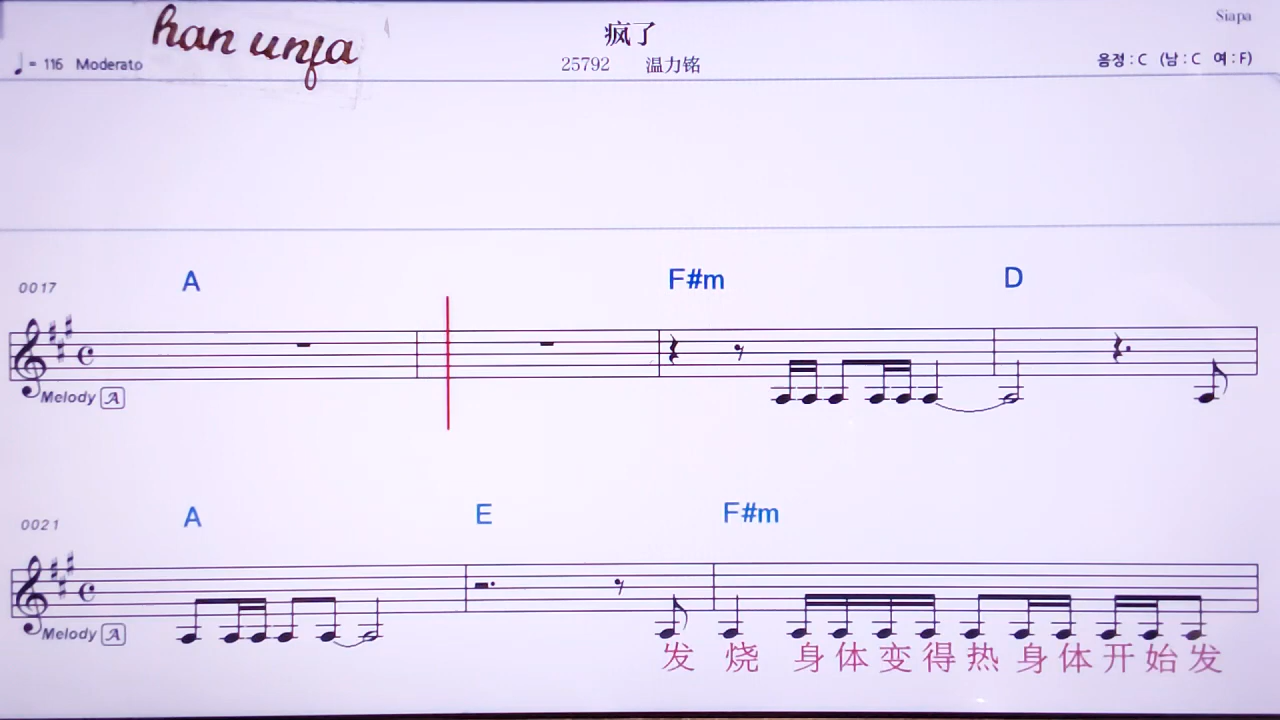 han unfa
疯了
Siapa
♩= 116 Moderato
25792 温力铭
음정 : C (남 : C 여 : F)
0017 A F#m D
Melody A
0021 A E F#m
Melody A
发 烧 身 体 变 得 热 身 体 开 始 发